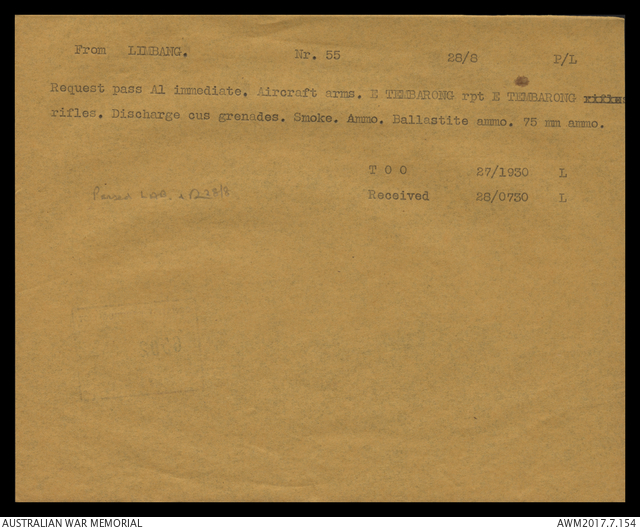 From LIMBANG. Nr. 55 28/8 P/L
Request pass A1 immediate. Aircraft arms. E TEMBARONG rpt E TEMBARONG rifles
rifles. Discharge cus grenades. Smoke. Ammo. Ballastite ammo. 75 mm ammo.
T O O 27/1930 L
Received 28/0730 L
28/8
AUSTRALIAN WAR MEMORIAL AWM2017.7.154